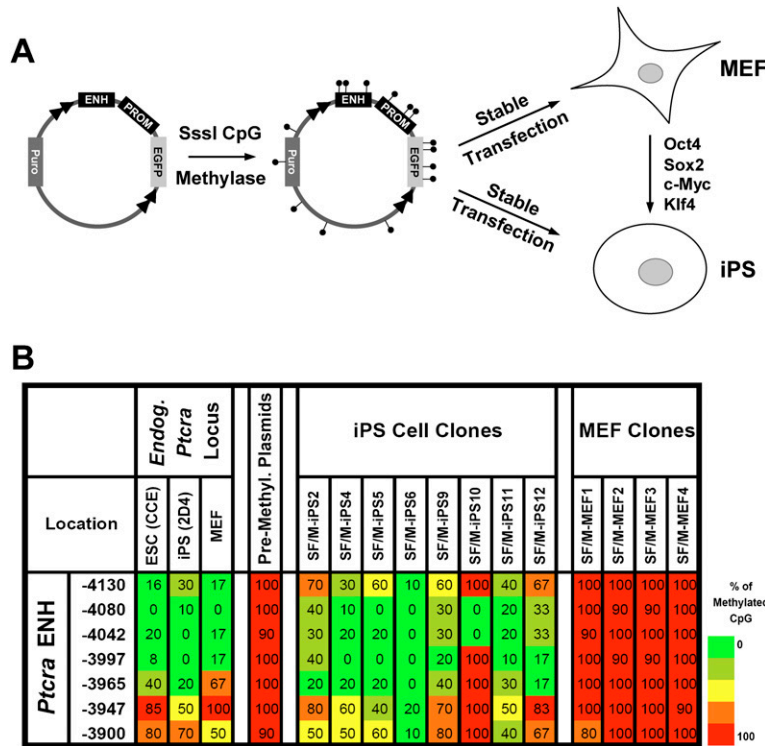 A
ENH
PROM
Puro
EGFP
SssI CpG
Methylase
ENH
PROM
Puro
EGFP
Stable
Transfection
Stable
Transfection
MEF
Oct4
Sox2
c-Myc
Klf4
iPS
B
Endog. Ptcra Locus
Pre-Methyl. Plasmids
iPS Cell Clones
MEF Clones
Location ESC (CCE) iPS (2D4) MEF SF/M-iPS2 SF/M-iPS4 SF/M-iPS5 SF/M-iPS6 SF/M-iPS9 SF/M-iPS10 SF/M-iPS11 SF/M-iPS12 SF/M-MEF1 SF/M-MEF2 SF/M-MEF3 SF/M-MEF4
Ptcra ENH
-4130 16 30 17 100 70 30 60 10 60 100 40 67 100 100 100 100
-4080 0 10 0 100 40 10 0 0 30 0 20 33 100 90 90 100
-4042 20 0 17 90 30 20 20 0 30 0 20 33 90 100 100 100
-3997 8 0 17 100 40 0 0 0 20 100 10 17 100 90 90 100
-3965 40 20 67 100 20 20 20 0 40 100 30 17 100 100 100 100
-3947 85 50 100 100 80 60 40 20 70 100 50 83 100 100 100 90
-3900 80 70 50 90 50 50 60 10 80 100 40 67 80 100 100 100
% of
Methylated
CpG
0
100